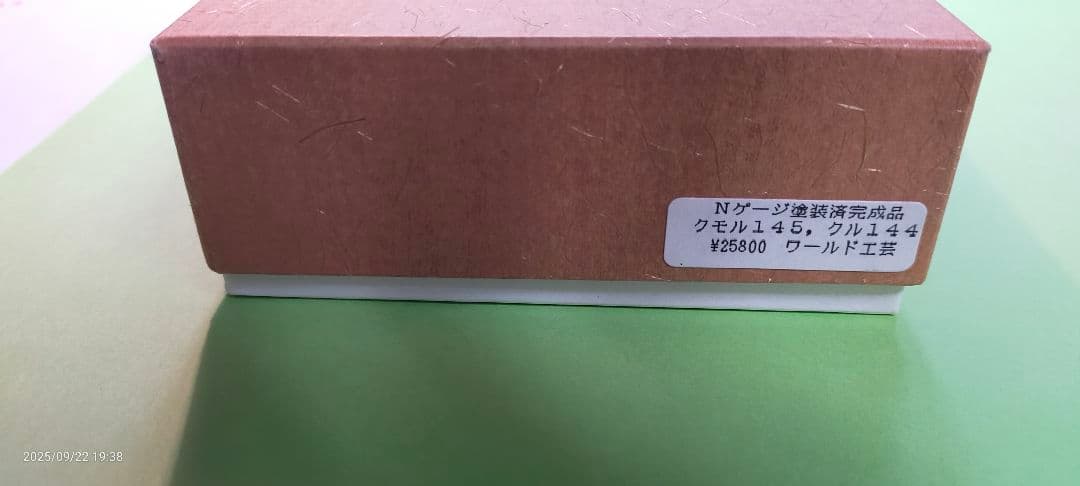 Nゲージ塗装済完成品
クモル145，クル144
¥25800 ワールド工芸
2025/09/22 19:38